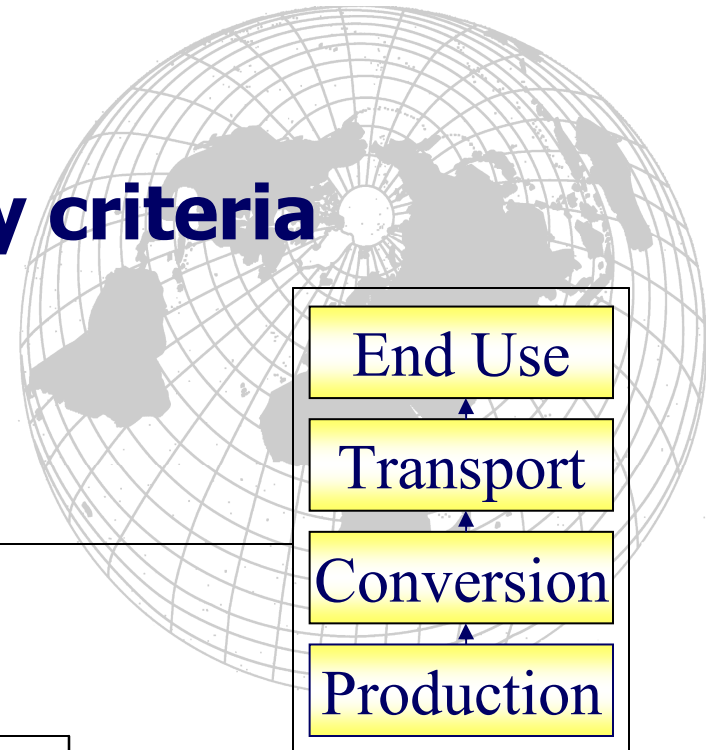 y criteria
End Use
Transport
Conversion
Production